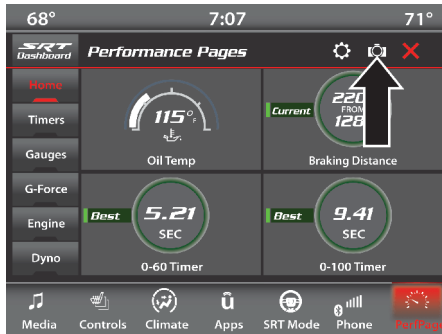 68° 7:07 71°
SRT
Dashboard
Performance Pages
Home
Timers
Gauges
G-Force
Engine
Dyno
115° F
Oil Temp
Current
220
FROM
128
Braking Distance
Best
5.21
SEC
0-60 Timer
Best
9.41
SEC
0-100 Timer
Media Controls Climate Apps SRT Mode Phone PerfPages